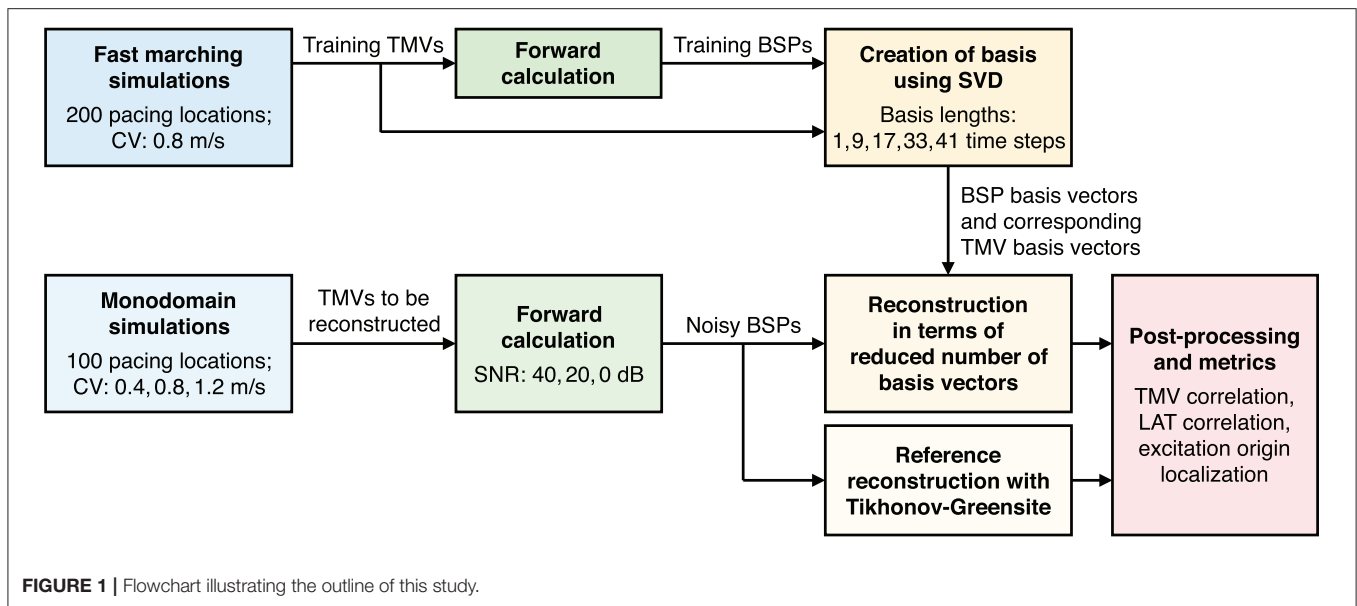 Fast marching
simulations
200 pacing locations;
CV: 0.8 m/s
Training TMVs
Forward
calculation
Training BSPs
Creation of basis
using SVD
Basis lengths:
1,9,17,33,41 time steps
BSP basis vectors
and corresponding
TMV basis vectors
Monodomain
simulations
100 pacing locations;
CV: 0.4, 0.8, 1.2 m/s
TMVs to be
reconstructed
Forward
calculation
SNR: 40, 20, 0 dB
Noisy BSPs
Reconstruction
in terms of
reduced number of
basis vectors
Reference
reconstruction with
Tikhonov-Greensite
Post-processing
and metrics
TMV correlation,
LAT correlation,
excitation origin
localization
FIGURE 1 | Flowchart illustrating the outline of this study.